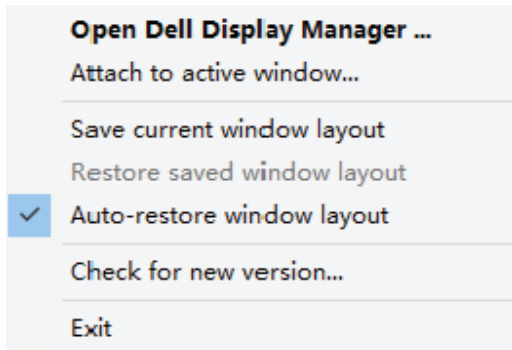 Open Dell Display Manager ...
Attach to active window...
Save current window layout
Restore saved window layout
Auto-restore window layout
Check for new version...
Exit